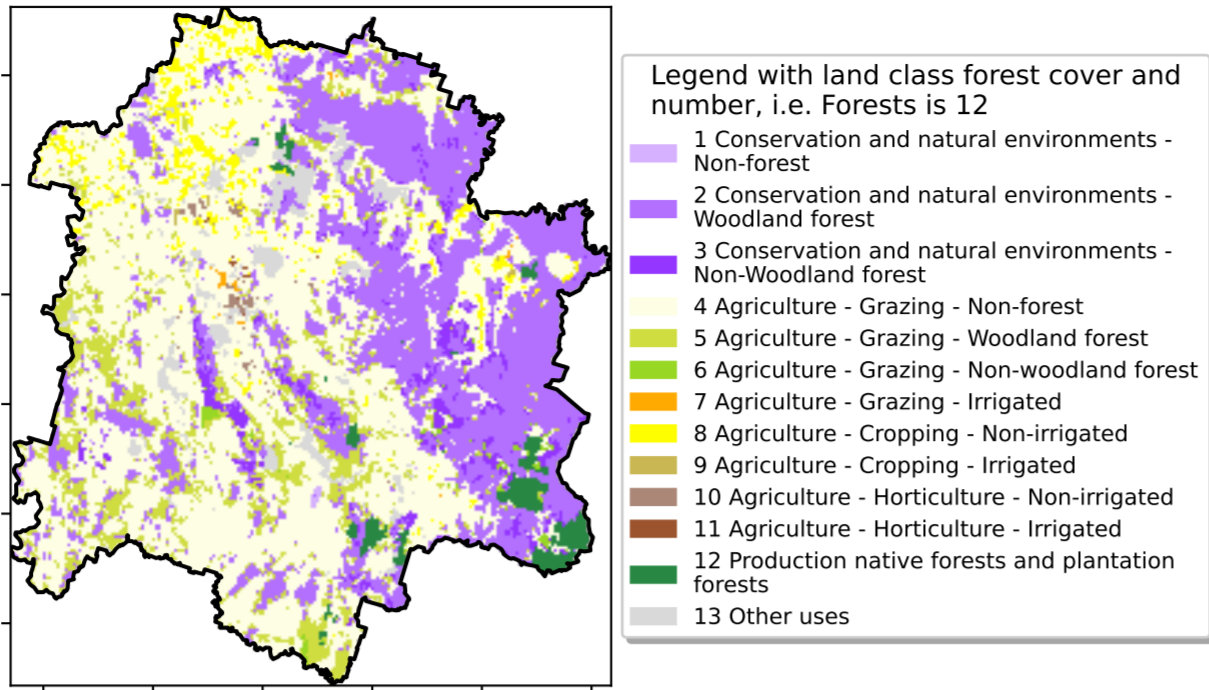 Legend with land class forest cover and
number, i.e. Forests is 12
1 Conservation and natural environments -
Non-forest
2 Conservation and natural environments -
Woodland forest
3 Conservation and natural environments -
Non-Woodland forest
4 Agriculture - Grazing - Non-forest
5 Agriculture - Grazing - Woodland forest
6 Agriculture - Grazing - Non-woodland forest
7 Agriculture - Grazing - Irrigated
8 Agriculture - Cropping - Non-irrigated
9 Agriculture - Cropping - Irrigated
10 Agriculture - Horticulture - Non-irrigated
11 Agriculture - Horticulture - Irrigated
12 Production native forests and plantation
forests
13 Other uses